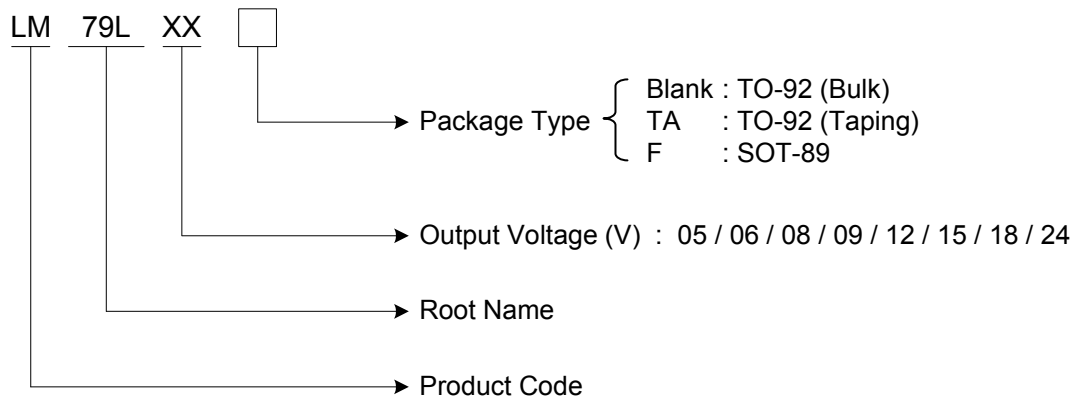 LM 79L XX
Blank : TO-92 (Bulk)
Package Type { TA : TO-92 (Taping)
F : SOT-89
Output Voltage (V) : 05 / 06 / 08 / 09 / 12 / 15 / 18 / 24
Root Name
Product Code